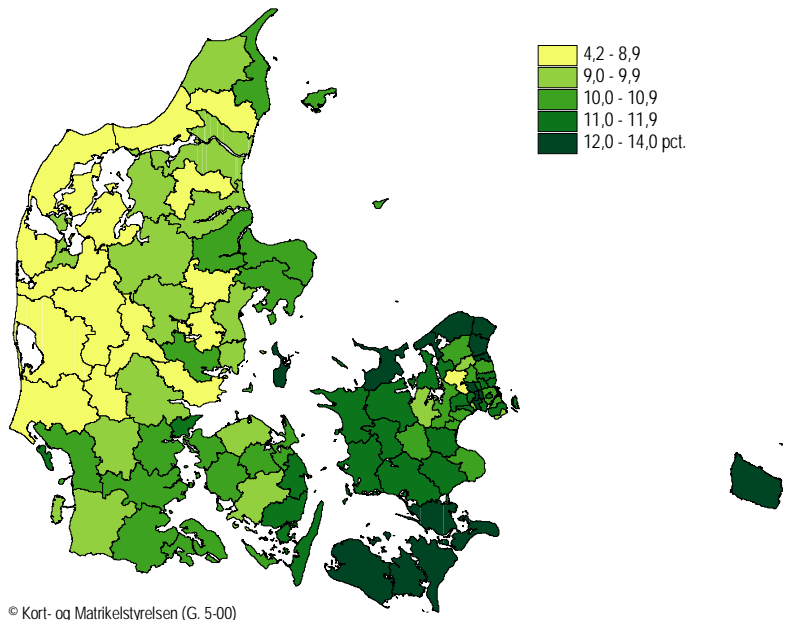 4,2 - 8,9
9,0 - 9,9
10,0 - 10,9
11,0 - 11,9
12,0 - 14,0 pct.
© Kort- og Matrikelstyrelsen (G. 5-00)